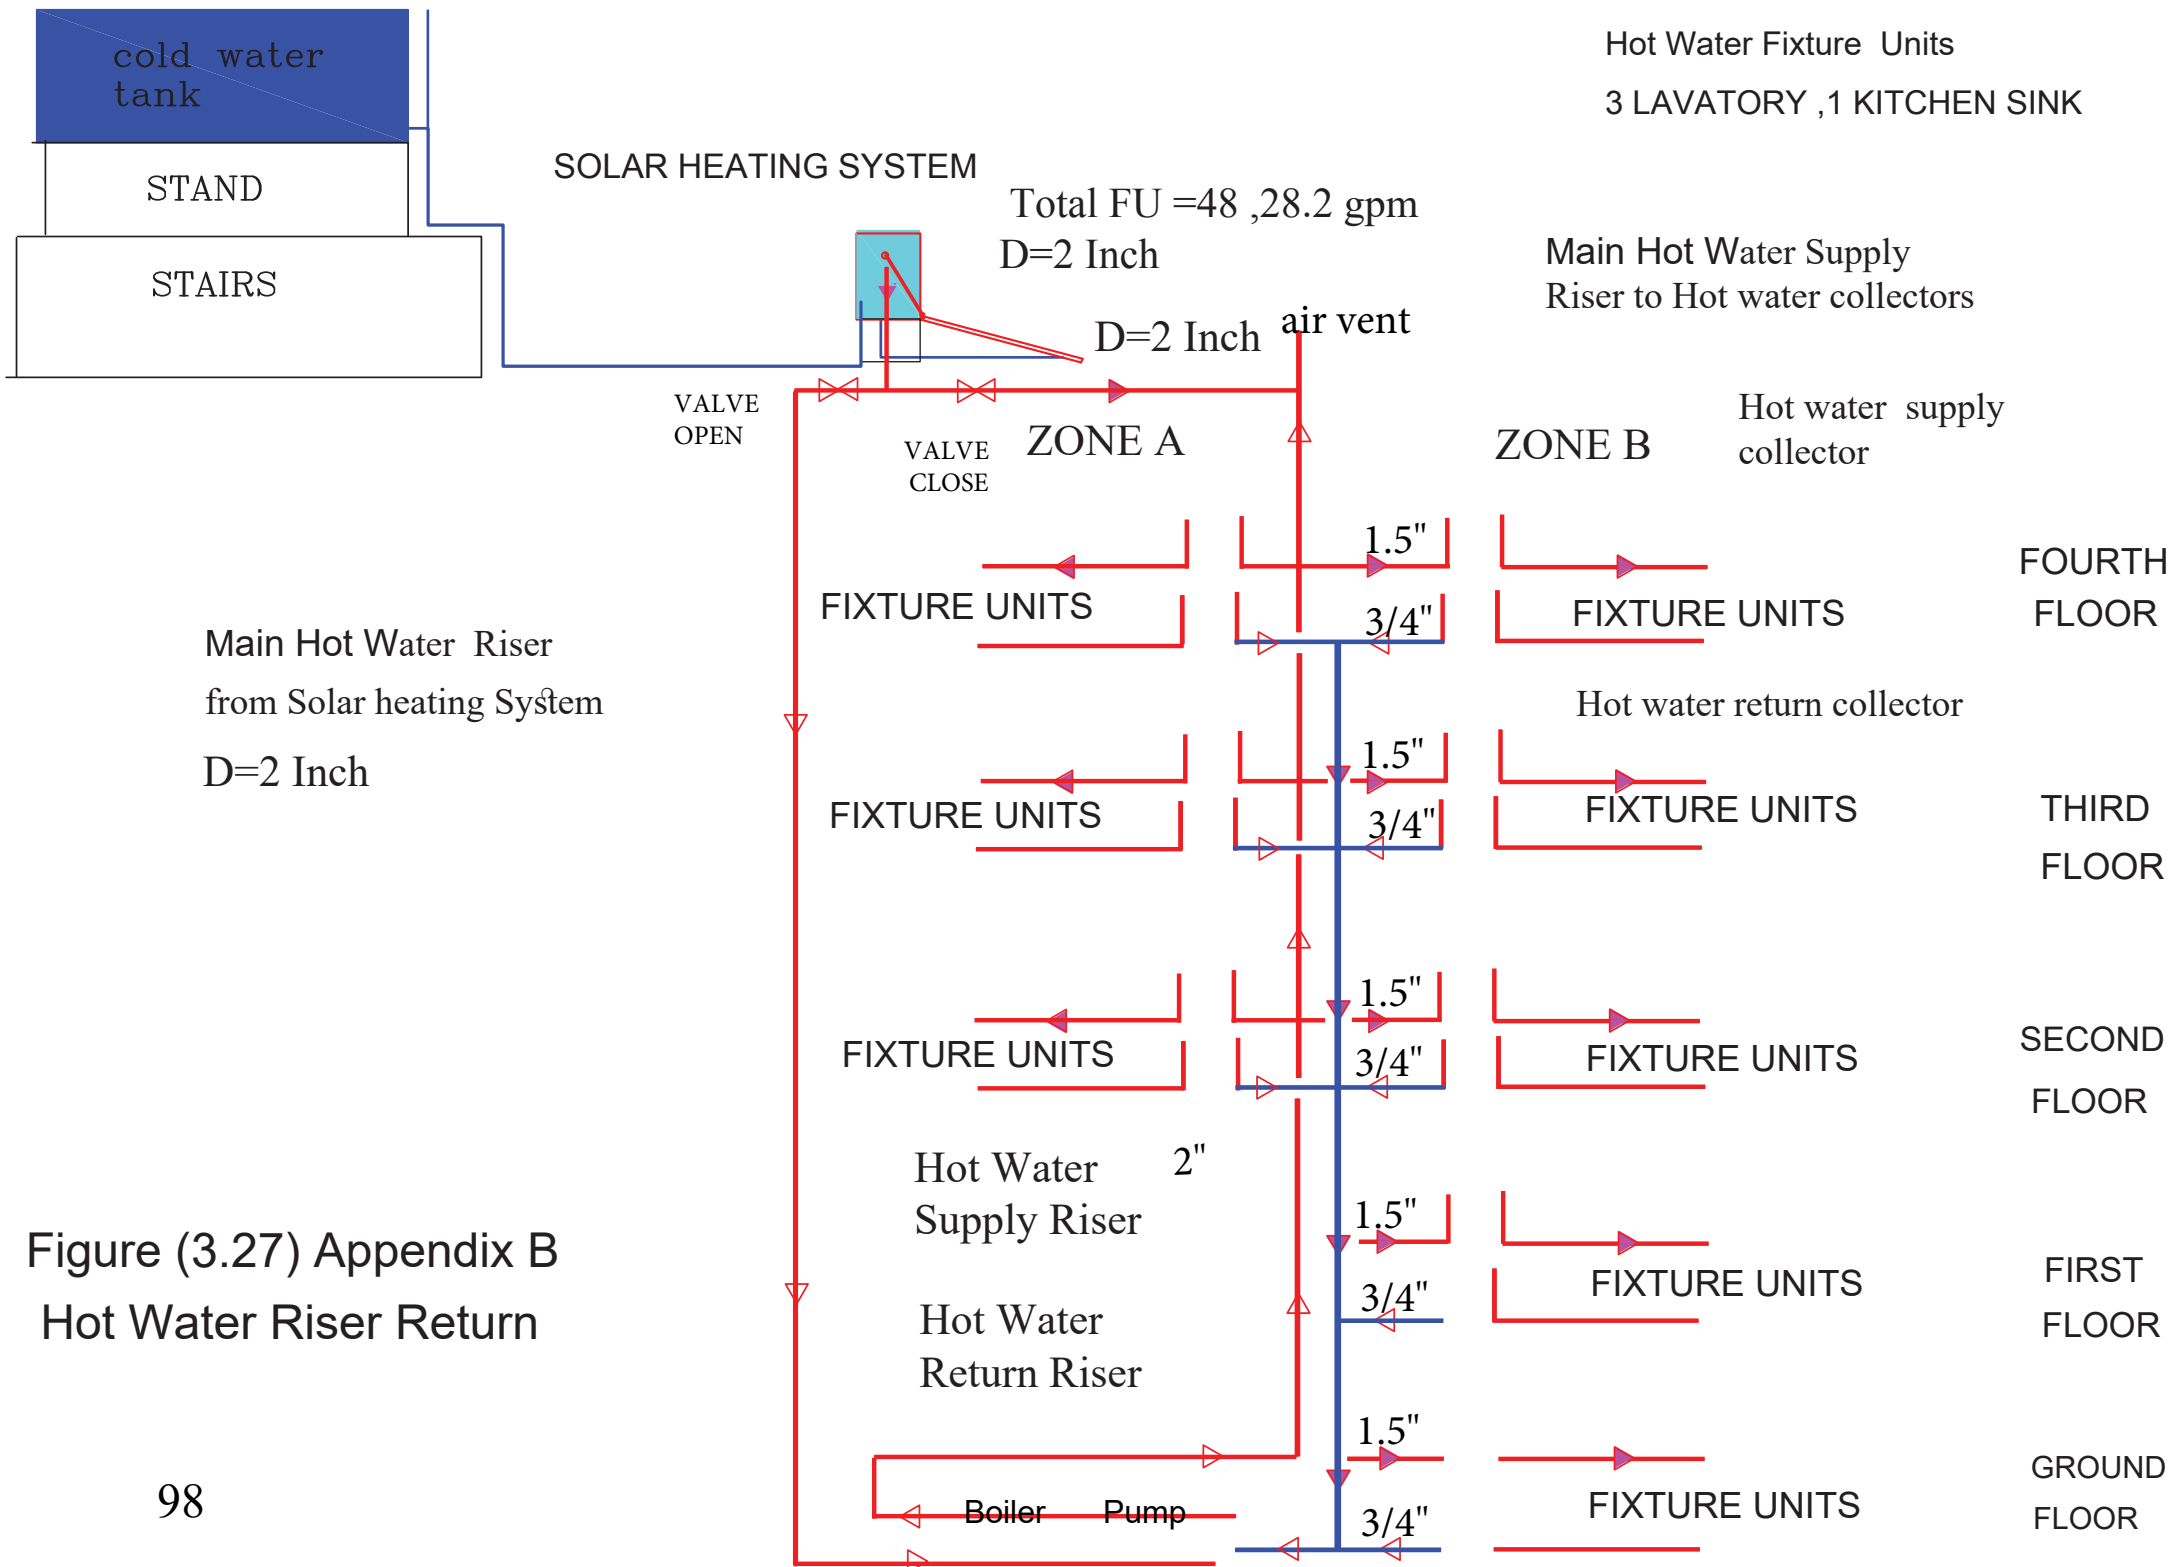 cold water
tank
STAND
STAIRS
SOLAR HEATING SYSTEM
Total FU =48 ,28.2 gpm
D=2 Inch
D=2 Inch
air vent
Hot Water Fixture Units
3 LAVATORY ,1 KITCHEN SINK
Main Hot Water Supply
Riser to Hot water collectors
VALVE
OPEN
VALVE
CLOSE
ZONE A
ZONE B
Hot water supply
collector
1.5"
FIXTURE UNITS
3/4"
FIXTURE UNITS
FOURTH
FLOOR
Main Hot Water Riser
from Solar heating System
D=2 Inch
Hot water return collector
1.5"
FIXTURE UNITS
3/4"
FIXTURE UNITS
THIRD
FLOOR
1.5"
FIXTURE UNITS
3/4"
FIXTURE UNITS
SECOND
FLOOR
Hot Water
Supply Riser
2"
1.5"
FIXTURE UNITS
FIRST
FLOOR
3/4"
Hot Water
Return Riser
Figure (3.27) Appendix B
Hot Water Riser Return
1.5"
Boiler
Pump
3/4"
FIXTURE UNITS
GROUND
FLOOR
98